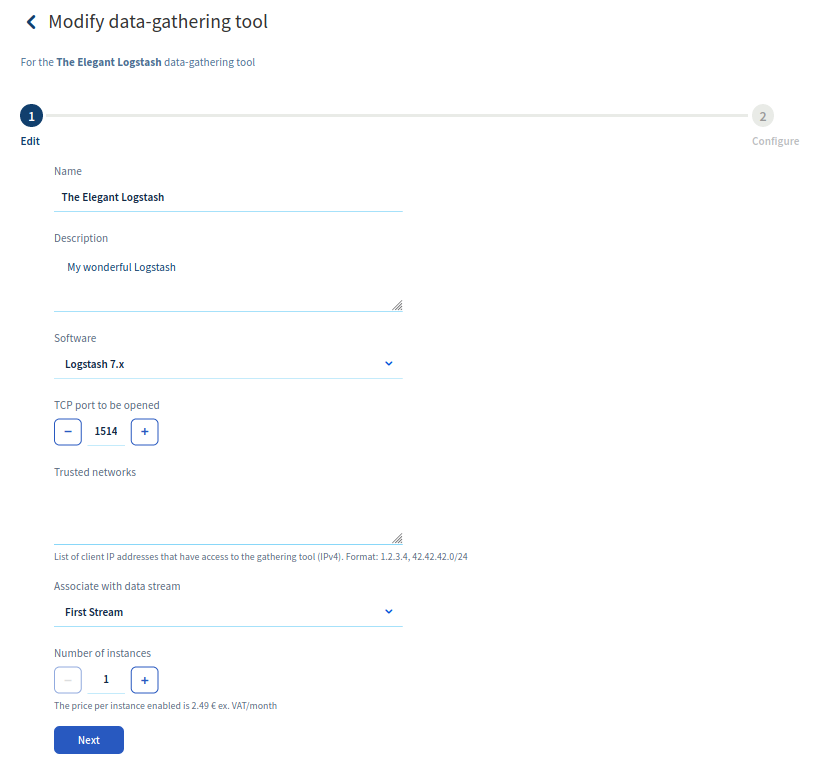 Modify data-gathering tool
For the The Elegant Logstash data-gathering tool
1
2
Edit
Configure
Name
The Elegant Logstash
Description
My wonderful Logstash
Software
Logstash 7.x
TCP port to be opened
− 1514 +
Trusted networks
List of client IP addresses that have access to the gathering tool (IPv4). Format: 1.2.3.4, 42.42.42.0/24
Associate with data stream
First Stream
Number of instances
− 1 +
The price per instance enabled is 2.49 € ex. VAT/month
Next